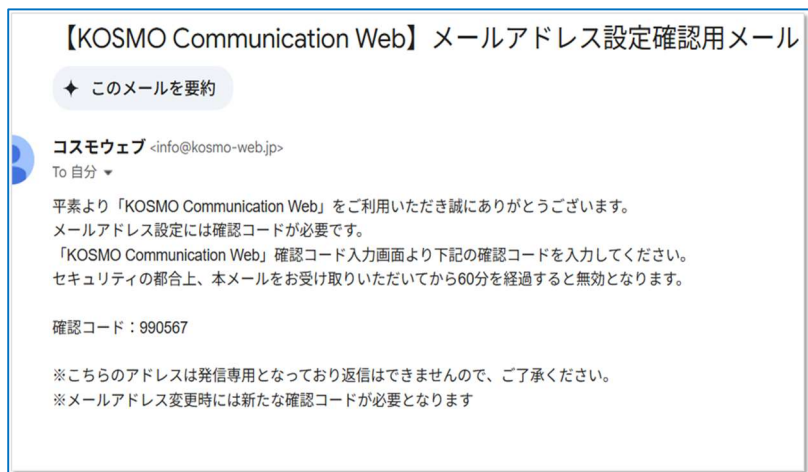 【KOSMO Communication Web】メールアドレス設定確認用メール
このメールを要約
コスモウェブ <info@kosmo-web.jp>
To 自分
平素より「KOSMO Communication Web」をご利用いただき誠にありがとうございます。
メールアドレス設定には確認コードが必要です。
「KOSMO Communication Web」確認コード入力画面より下記の確認コードを入力してください。
セキュリティの都合上、本メールをお受け取りいただいてから60分を経過すると無効となります。
確認コード：990567
※こちらのアドレスは発信専用となっており返信はできませんので、ご了承ください。
※メールアドレス変更時には新たな確認コードが必要となります